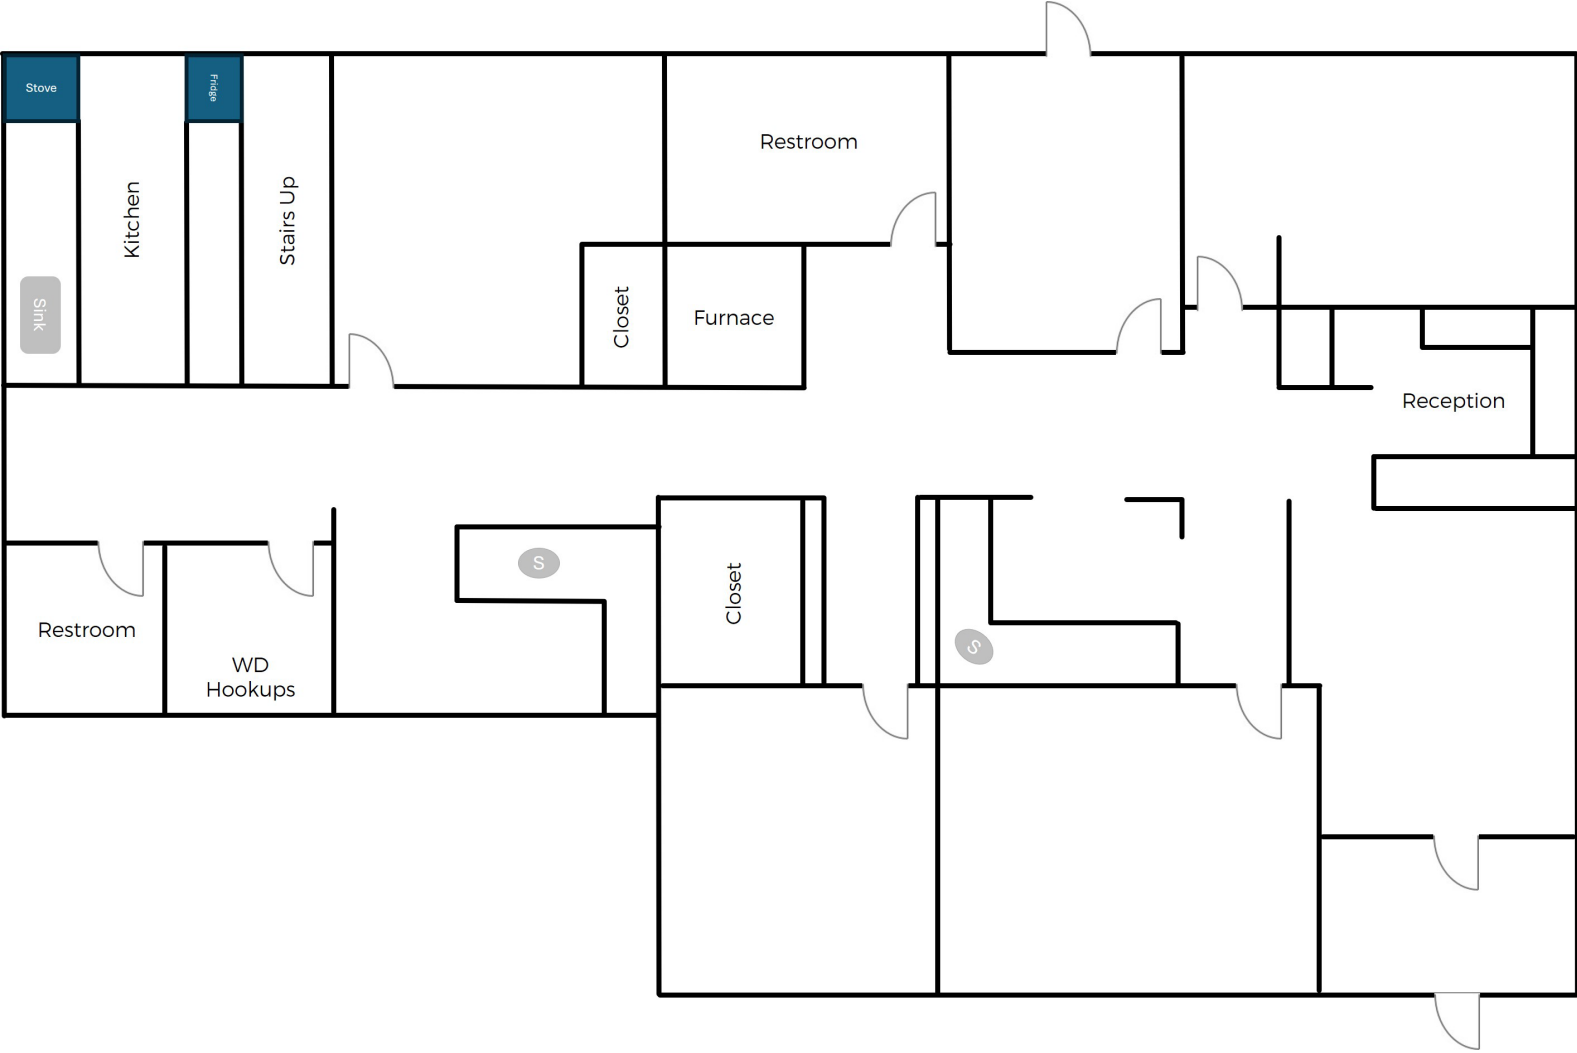 Stove
Fridge
Restroom
Kitchen
Stairs Up
Sink
Closet
Furnace
Reception
S
Closet
S
Restroom
WD
Hookups